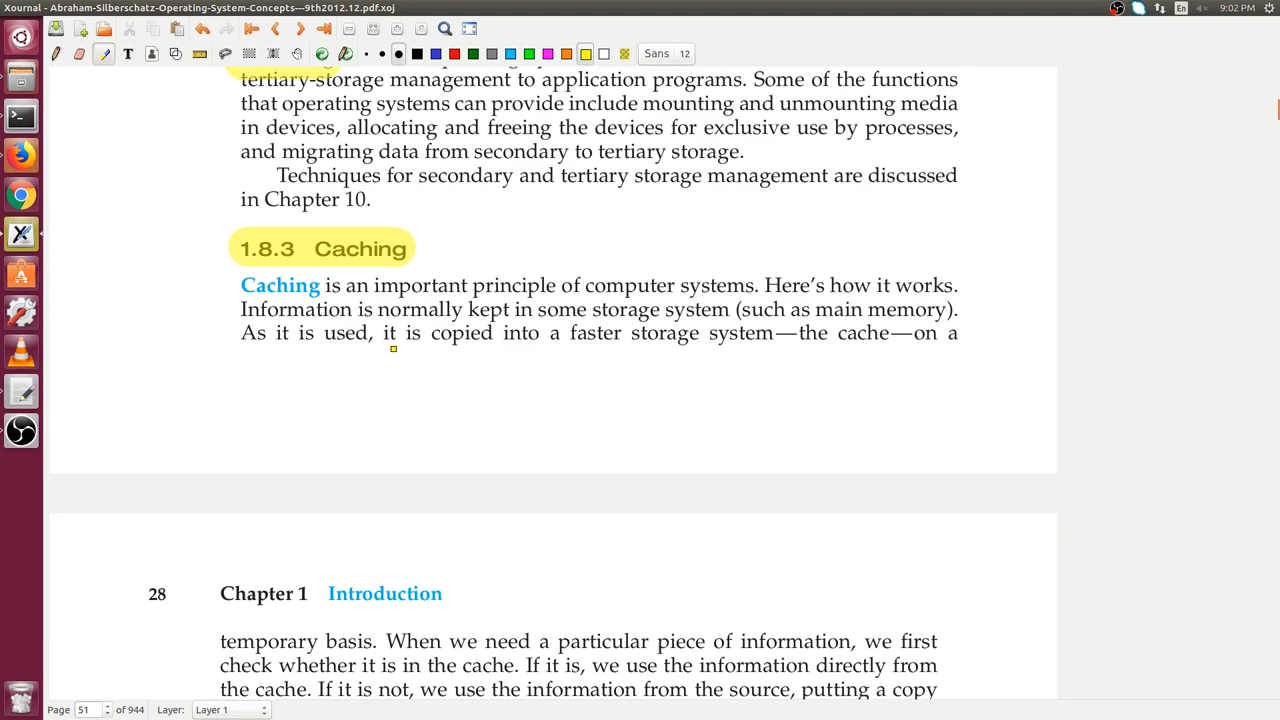 Xournal - Abraham-Silberschatz-Operating-System-Concepts---9th2012.12.pdf.xoj
En
9:02 PM
Sans 12
tertiary-storage management to application programs. Some of the functions
that operating systems can provide include mounting and unmounting media
in devices, allocating and freeing the devices for exclusive use by processes,
and migrating data from secondary to tertiary storage.
Techniques for secondary and tertiary storage management are discussed
in Chapter 10.
1.8.3 Caching
Caching is an important principle of computer systems. Here’s how it works.
Information is normally kept in some storage system (such as main memory).
As it is used, it is copied into a faster storage system—the cache—on a
28 Chapter 1 Introduction
temporary basis. When we need a particular piece of information, we first
check whether it is in the cache. If it is, we use the information directly from
the cache. If it is not, we use the information from the source, putting a copy
Page 51 of 944 Layer: Layer 1